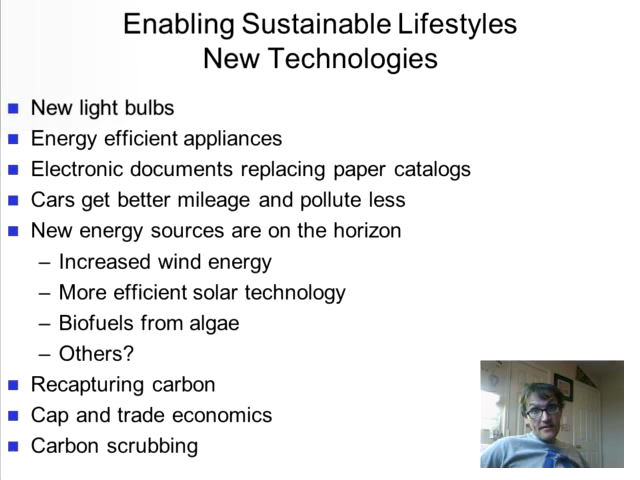 Enabling Sustainable Lifestyles
New Technologies
New light bulbs
Energy efficient appliances
Electronic documents replacing paper catalogs
Cars get better mileage and pollute less
New energy sources are on the horizon
– Increased wind energy
– More efficient solar technology
– Biofuels from algae
– Others?
Recapturing carbon
Cap and trade economics
Carbon scrubbing